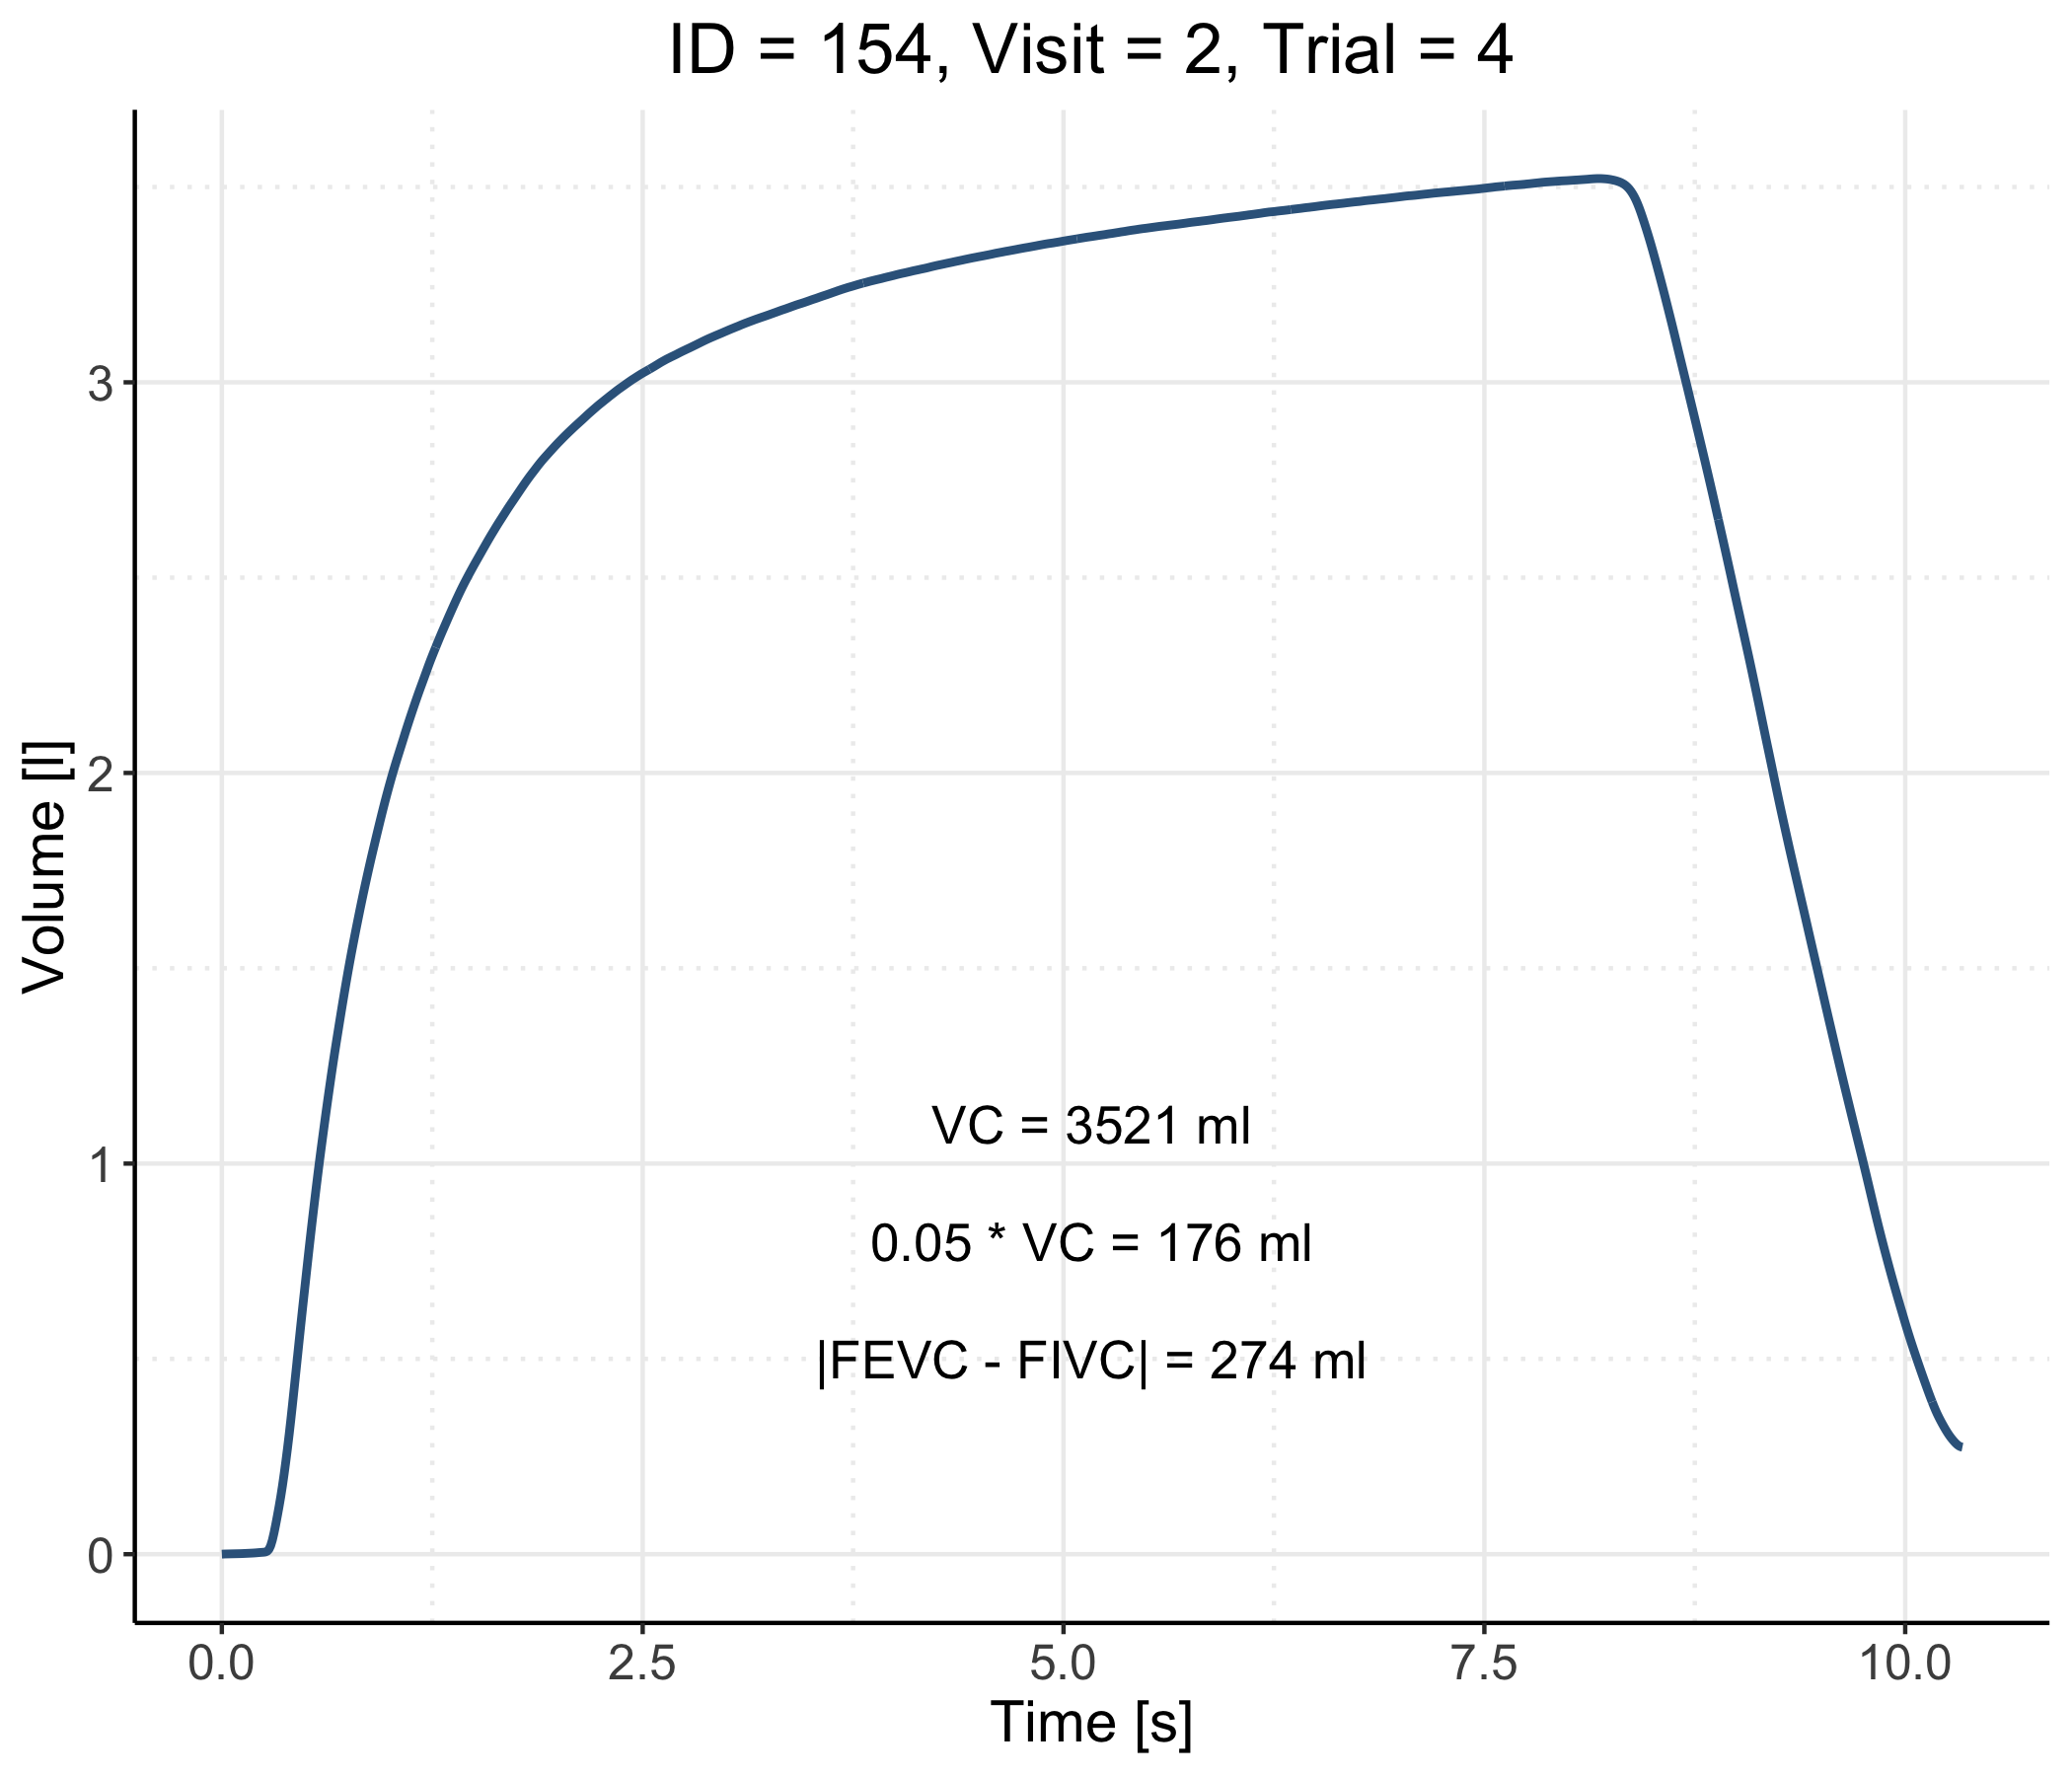 ID = 154, Visit = 2, Trial = 4
Volume [l]
3
2
1
0
VC = 3521 ml
0.05 * VC = 176 ml
|FEVC - FIVC| = 274 ml
0.0 2.5 5.0 7.5 10.0
Time [s]